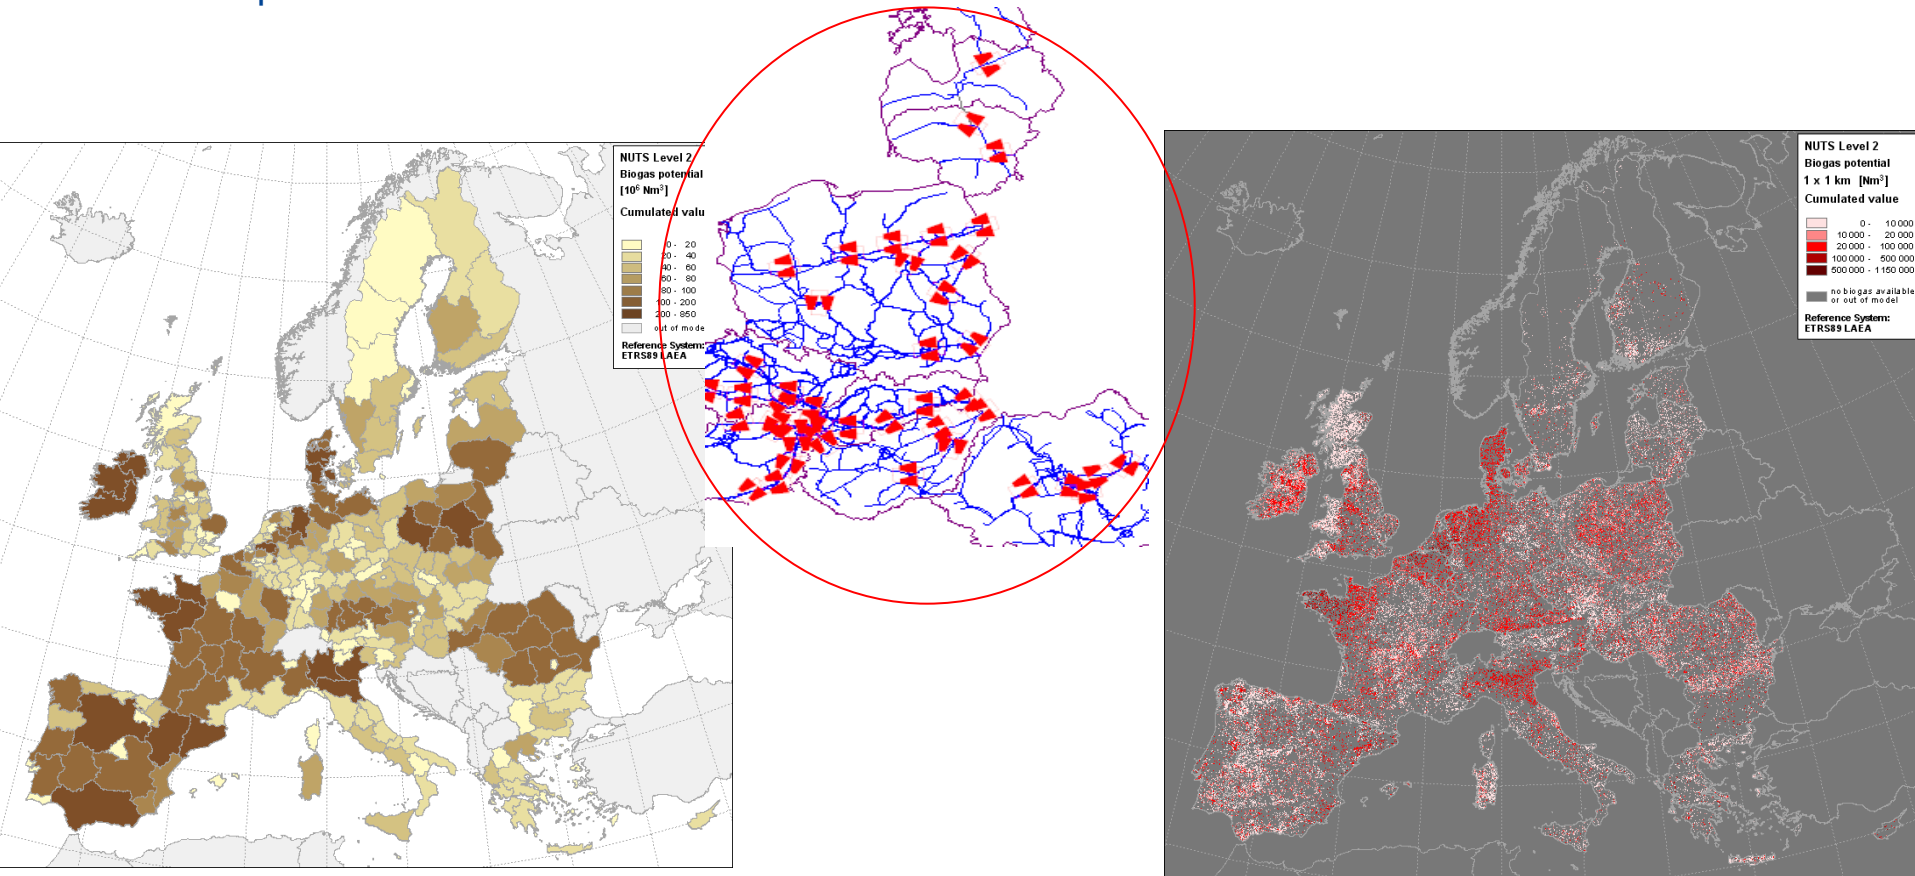 NUTS Level 2
Biogas potential
[10⁶ Nm³]
Cumulated valu
0 - 20
20 - 40
40 - 60
60 - 80
80 - 100
100 - 200
200 - 850
out of mode
Reference System:
ETRS89 LAEA
NUTS Level 2
Biogas potential
1 x 1 km [Nm³]
Cumulated value
0 - 10 000
10 000 - 20 000
20 000 - 100 000
100 000 - 500 000
500 000 - 1 150 000
no biogas available
or out of model
Reference System:
ETRS89 LAEA